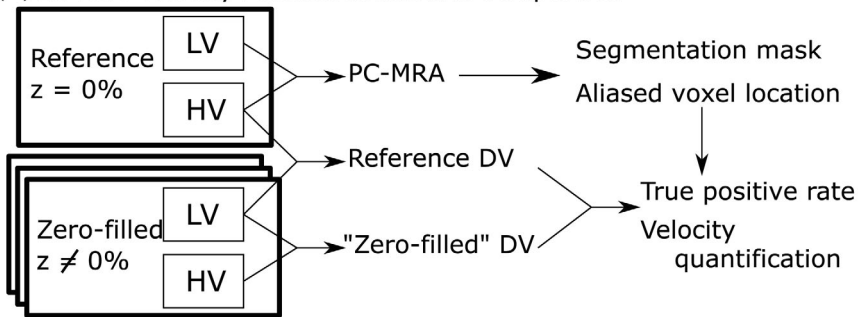 Reference
z = 0%
LV
HV
PC-MRA
Segmentation mask
Aliased voxel location
Reference DV
Zero-filled
z ≠ 0%
LV
HV
"Zero-filled" DV
True positive rate
Velocity
quantification